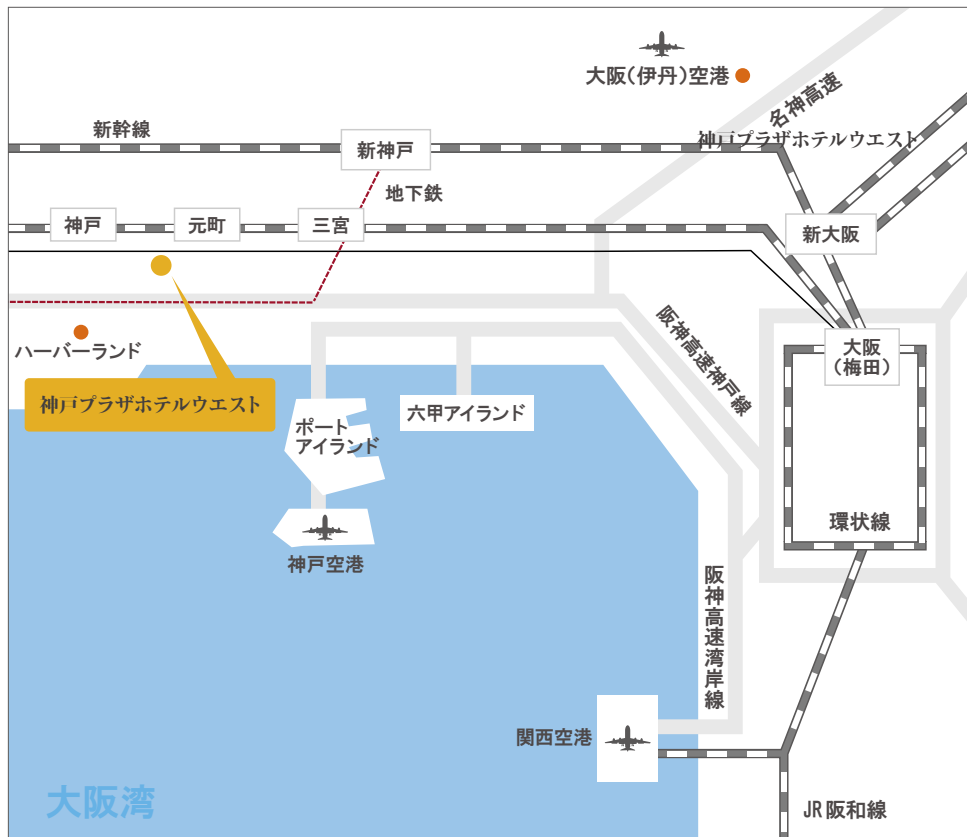 大阪(伊丹)空港
名神高速
新幹線
新神戸
神戸プラザホテルウエスト
地下鉄
神戸
元町
三宮
新大阪
ハーバーランド
阪神高速神戸線
大阪
(梅田)
神戸プラザホテルウエスト
ポート
アイランド
六甲アイランド
環状線
神戸空港
阪神高速湾岸線
関西空港
大阪湾
JR阪和線